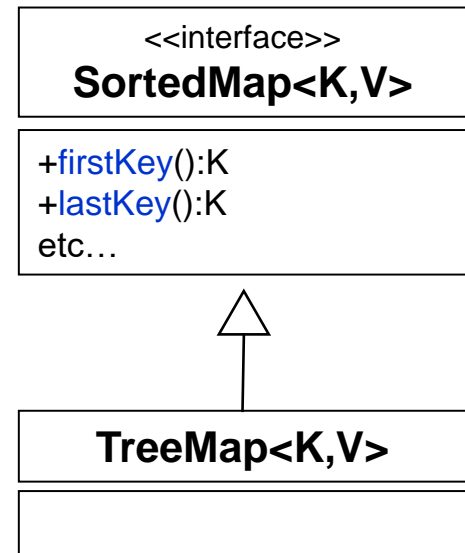 <<interface>>
SortedMap<K,V>
+firstKey():K
+lastKey():K
etc…
TreeMap<K,V>